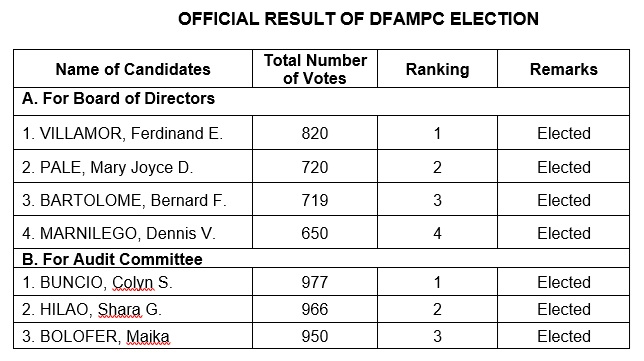 OFFICIAL RESULT OF DFAMPC ELECTION
Name of Candidates Total Number of Votes Ranking Remarks
A. For Board of Directors
1. VILLAMOR, Ferdinand E. 820 1 Elected
2. PALE, Mary Joyce D. 720 2 Elected
3. BARTOLOME, Bernard F. 719 3 Elected
4. MARNILEGO, Dennis V. 650 4 Elected
B. For Audit Committee
1. BUNCIO, Colyn S. 977 1 Elected
2. HILAO, Shara G. 966 2 Elected
3. BOLOFER, Maika 950 3 Elected